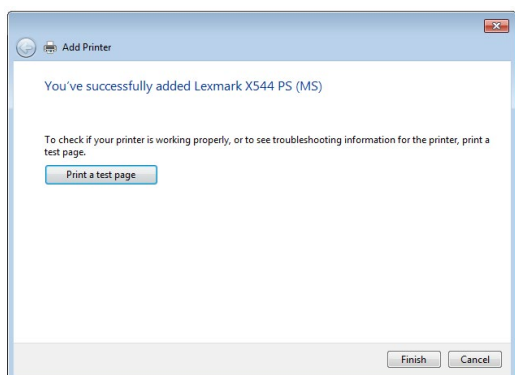 Add Printer
You've successfully added Lexmark X544 PS (MS)
To check if your printer is working properly, or to see troubleshooting information for the printer, print a
test page.
Print a test page
Finish Cancel